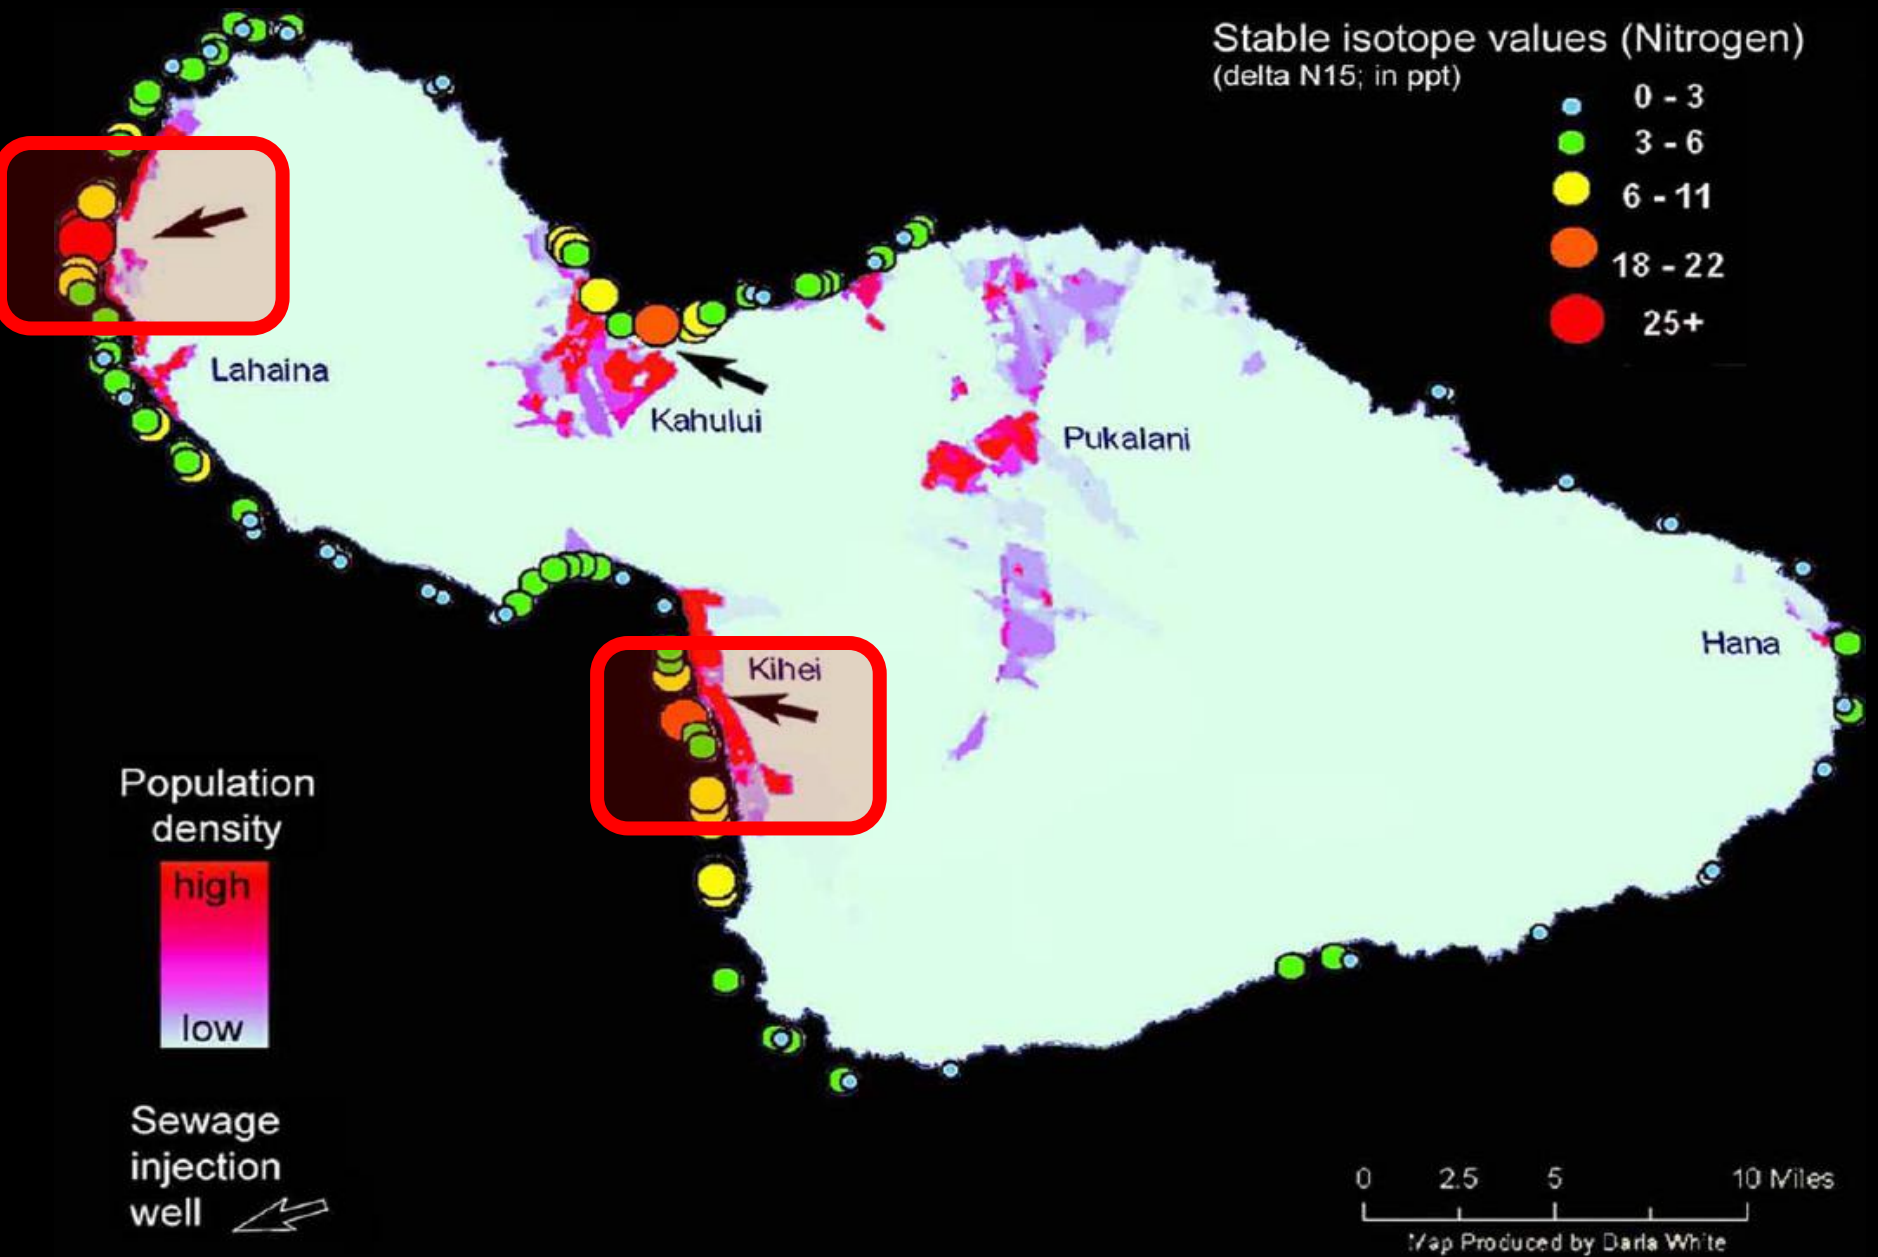 Stable isotope values (Nitrogen)
(delta N15; in ppt)
0 - 3
3 - 6
6 - 11
18 - 22
25+
Lahaina
Kahului
Pukalani
Kihei
Hana
Population
density
high
low
Sewage
injection
well
0 2.5 5 10 Miles
Map Produced by Darla White